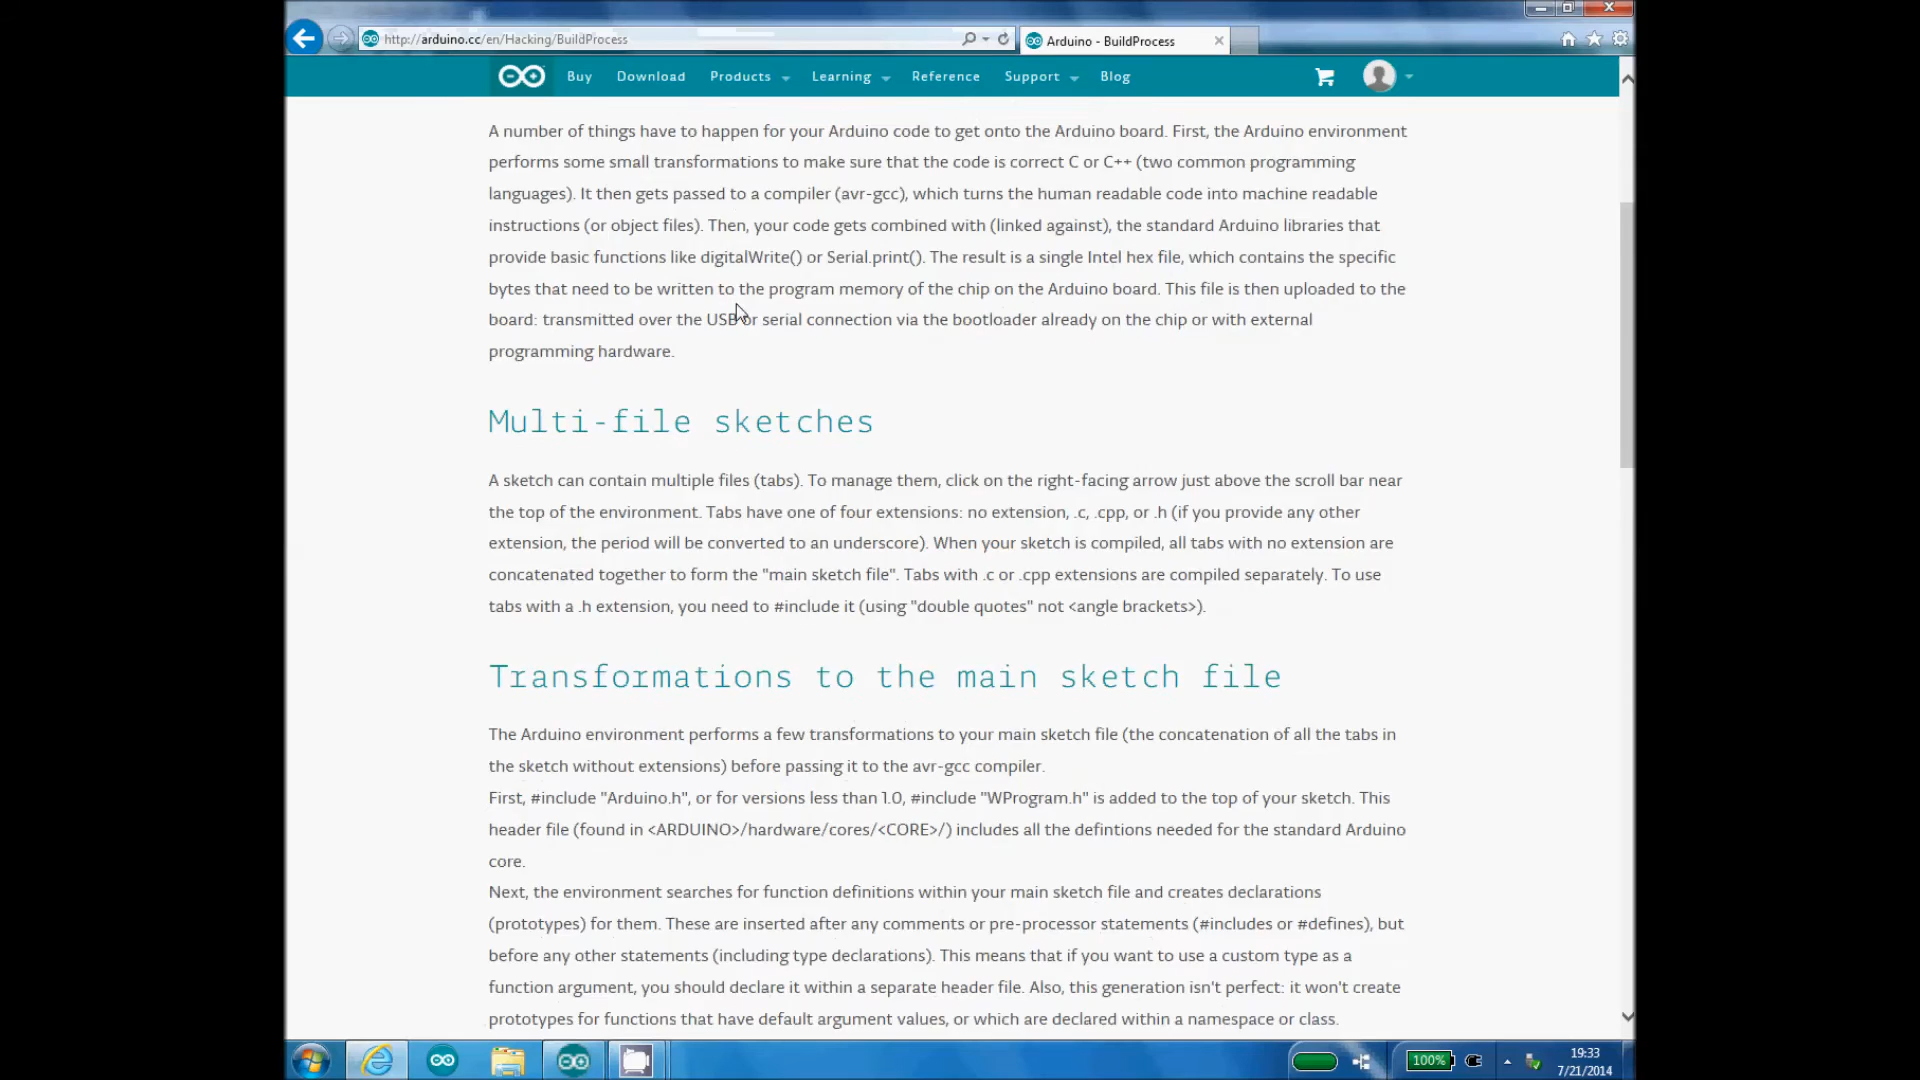 http://arduino.cc/en/Hacking/BuildProcess
Arduino - BuildProcess
Buy Download Products Learning Reference Support Blog
A number of things have to happen for your Arduino code to get onto the Arduino board. First, the Arduino environment
performs some small transformations to make sure that the code is correct C or C++ (two common programming
languages). It then gets passed to a compiler (avr-gcc), which turns the human readable code into machine readable
instructions (or object files). Then, your code gets combined with (linked against), the standard Arduino libraries that
provide basic functions like digitalWrite() or Serial.print(). The result is a single Intel hex file, which contains the specific
bytes that need to be written to the program memory of the chip on the Arduino board. This file is then uploaded to the
board: transmitted over the USB or serial connection via the bootloader already on the chip or with external
programming hardware.
Multi-file sketches
A sketch can contain multiple files (tabs). To manage them, click on the right-facing arrow just above the scroll bar near
the top of the environment. Tabs have one of four extensions: no extension, .c, .cpp, or .h (if you provide any other
extension, the period will be converted to an underscore). When your sketch is compiled, all tabs with no extension are
concatenated together to form the "main sketch file". Tabs with .c or .cpp extensions are compiled separately. To use
tabs with a .h extension, you need to #include it (using "double quotes" not <angle brackets>).
Transformations to the main sketch file
The Arduino environment performs a few transformations to your main sketch file (the concatenation of all the tabs in
the sketch without extensions) before passing it to the avr-gcc compiler.
First, #include "Arduino.h", or for versions less than 1.0, #include "WProgram.h" is added to the top of your sketch. This
header file (found in <ARDUINO>/hardware/cores/<CORE>/) includes all the defintions needed for the standard Arduino
core.
Next, the environment searches for function definitions within your main sketch file and creates declarations
(prototypes) for them. These are inserted after any comments or pre-processor statements (#includes or #defines), but
before any other statements (including type declarations). This means that if you want to use a custom type as a
function argument, you should declare it within a separate header file. Also, this generation isn't perfect: it won't create
prototypes for functions that have default argument values, or which are declared within a namespace or class.
100%
19:33
7/21/2014